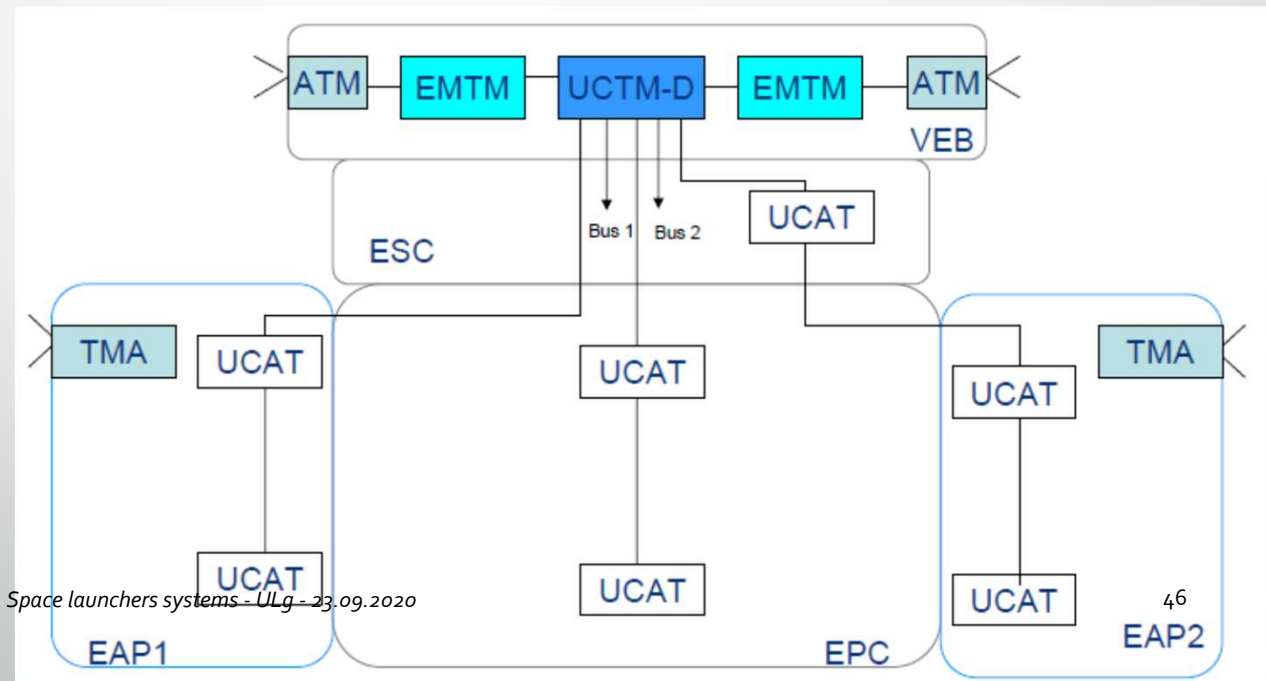 ATM EMTM UCTM-D EMTM ATM
VEB
UCAT
Bus 1 Bus 2
ESC
TMA UCAT UCAT TMA
UCAT
UCAT UCAT UCAT
Space launchers systems - ULg - 23.09.2020 46
EAP1 EPC EAP2